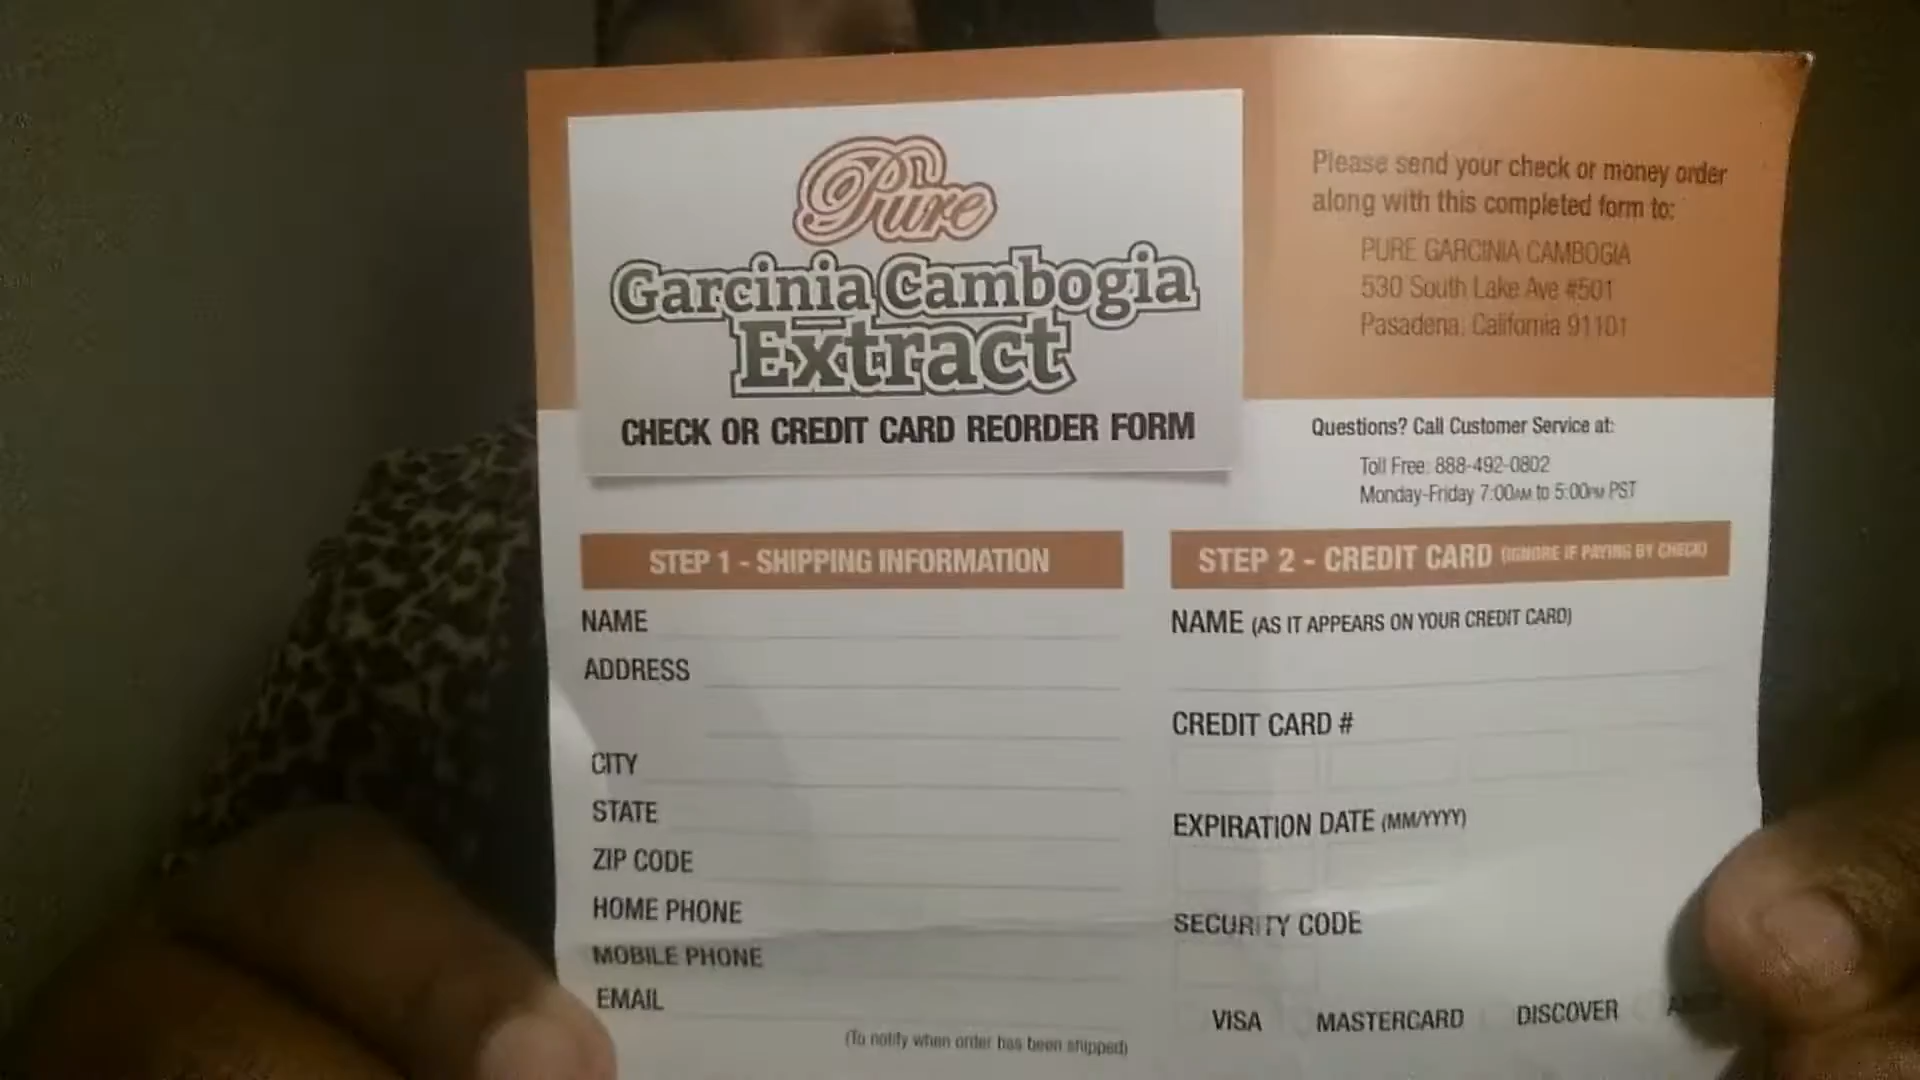 Pure
Garcinia Cambogia
Extract
CHECK OR CREDIT CARD REORDER FORM
Please send your check or money order
along with this completed form to:
PURE GARCINIA CAMBOGIA
530 South Lake Ave #501
Pasadena, California 91101
Questions? Call Customer Service at:
Toll Free: 888-492-0802
Monday-Friday 7:00AM to 5:00PM PST
STEP 1 - SHIPPING INFORMATION
NAME
ADDRESS
CITY
STATE
ZIP CODE
HOME PHONE
MOBILE PHONE
EMAIL
(To notify when order has been shipped)
STEP 2 - CREDIT CARD (IGNORE IF PAYING BY CHECK)
NAME (AS IT APPEARS ON YOUR CREDIT CARD)
CREDIT CARD #
EXPIRATION DATE (MM/YYYY)
SECURITY CODE
VISA MASTERCARD DISCOVER